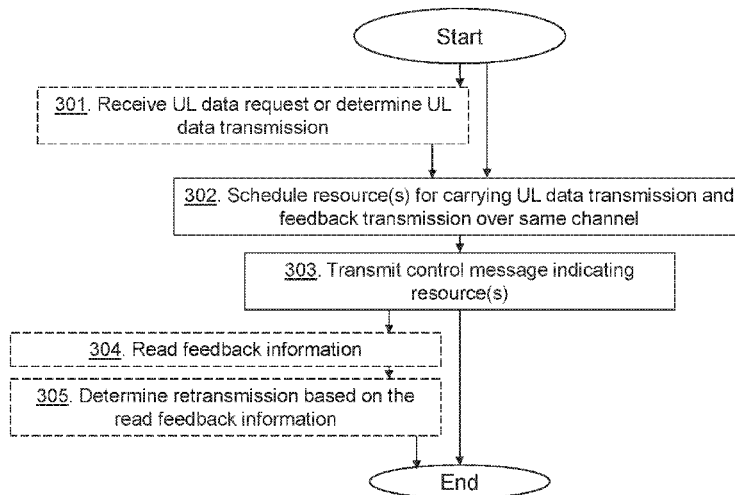 Start
301. Receive UL data request or determine UL
data transmission
302. Schedule resource(s) for carrying UL data transmission and
feedback transmission over same channel
303. Transmit control message indicating
resource(s)
304. Read feedback information
305. Determine retransmission based on the
read feedback information
End